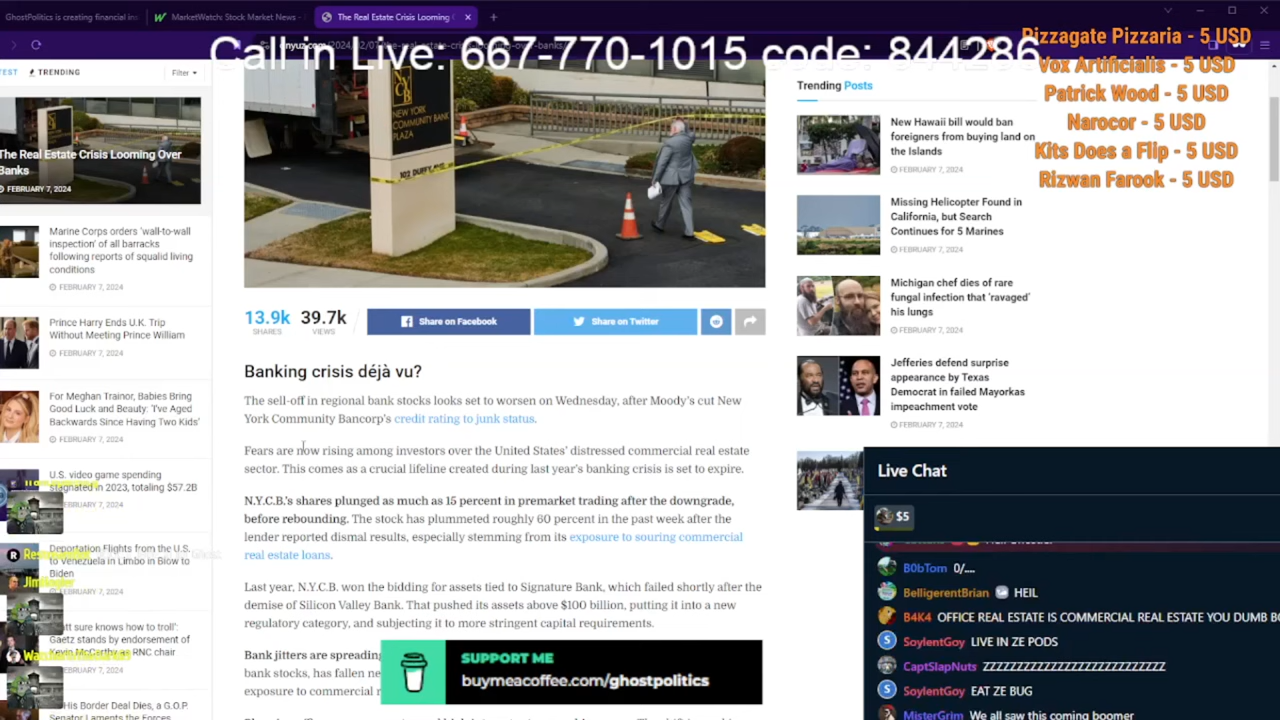 GhostPolitics is creating financial in
MarketWatch: Stock Market News -
The Real Estate Crisis Looming
Call in Live: 667-770-1015 code: 844286
Pizzagate Pizzaria - 5 USD
Vox Artificialis - 5 USD
Patrick Wood - 5 USD
Narocor - 5 USD
Kits Does a Flip - 5 USD
Rizwan Farook - 5 USD
TRENDING
Filter
The Real Estate Crisis Looming Over
Banks
FEBRUARY 7, 2024
Marine Corps orders 'wall-to-wall
inspection' of all barracks
following reports of squalid living
conditions
FEBRUARY 7, 2024
Prince Harry Ends U.K. Trip
Without Meeting Prince William
FEBRUARY 7, 2024
For Meghan Trainor, Babies Bring
Good Luck and Beauty: 'I've Aged
Backwards Since Having Two Kids'
FEBRUARY 7, 2024
U.S. video game spending
stagnated in 2023, totaling $57.2B
FEBRUARY 7, 2024
Deportation Flights from the U.S.
to Venezuela in Limbo in Blow to
Biden
FEBRUARY 7, 2024
sure knows how to troll':
Gaetz stands by endorsement of
Kevin McCarthy as RNC chair
FEBRUARY 7, 2024
His Border Deal Dies, a G.O.P.
Senator Laments the Forces
NEW YORK
COMMUNITY BANK
PLAZA
13.9k
SHARES
39.7k
VIEWS
Share on Facebook
Share on Twitter
Banking crisis déjà vu?
The sell-off in regional bank stocks looks set to worsen on Wednesday, after Moody's cut New
York Community Bancorp's credit rating to junk status.
Fears are now rising among investors over the United States' distressed commercial real estate
sector. This comes as a crucial lifeline created during last year's banking crisis is set to expire.
N.Y.C.B.'s shares plunged as much as 15 percent in premarket trading after the downgrade,
before rebounding. The stock has plummeted roughly 60 percent in the past week after the
lender reported dismal results, especially stemming from its exposure to souring commercial
real estate loans.
Last year, N.Y.C.B. won the bidding for assets tied to Signature Bank, which failed shortly after the
demise of Silicon Valley Bank. That pushed its assets above $100 billion, putting it into a new
regulatory category, and subjecting it to more stringent capital requirements.
Bank jitters are spreading
bank stocks, has fallen
exposure to commercial
SUPPORT ME
buymeacoffee.com/ghostpolitics
Trending Posts
New Hawaii bill would ban
foreigners from buying land on
the Islands
FEBRUARY 7, 2024
Missing Helicopter Found in
California, but Search
Continues for 5 Marines
FEBRUARY 7, 2024
Michigan chef dies of rare
fungal infection that 'ravaged'
his lungs
FEBRUARY 7, 2024
Jefferies defend surprise
appearance by Texas
Democrat in failed Mayorkas
impeachment vote
FEBRUARY 7, 2024
Live Chat
$5
B0bTom 0/....
BelligerentBrian HEIL
B4K4 OFFICE REAL ESTATE IS COMMERCIAL REAL ESTATE YOU DUMB
SoylentGoy LIVE IN ZE PODS
CaptSlapNuts ZZZZZZZZZZZZZZZZZZZZZZZZZZ
SoylentGoy EAT ZE BUG
MisterGrim We all saw this coming boomer